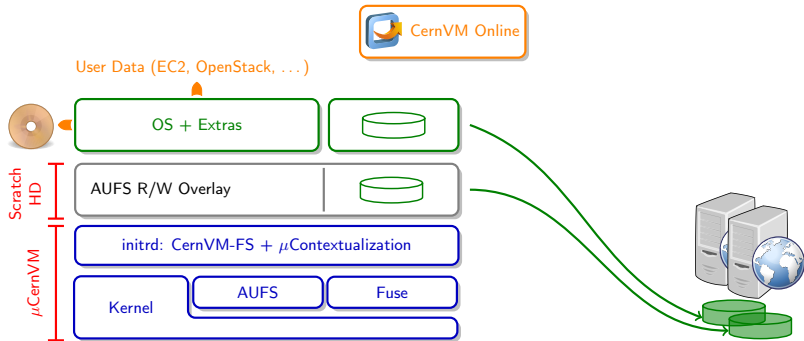 CernVM Online
User Data (EC2, OpenStack, . . . )
OS + Extras
Scratch
HD
AUFS R/W Overlay
μCernVM
initrd: CernVM-FS + μContextualization
Kernel
AUFS
Fuse